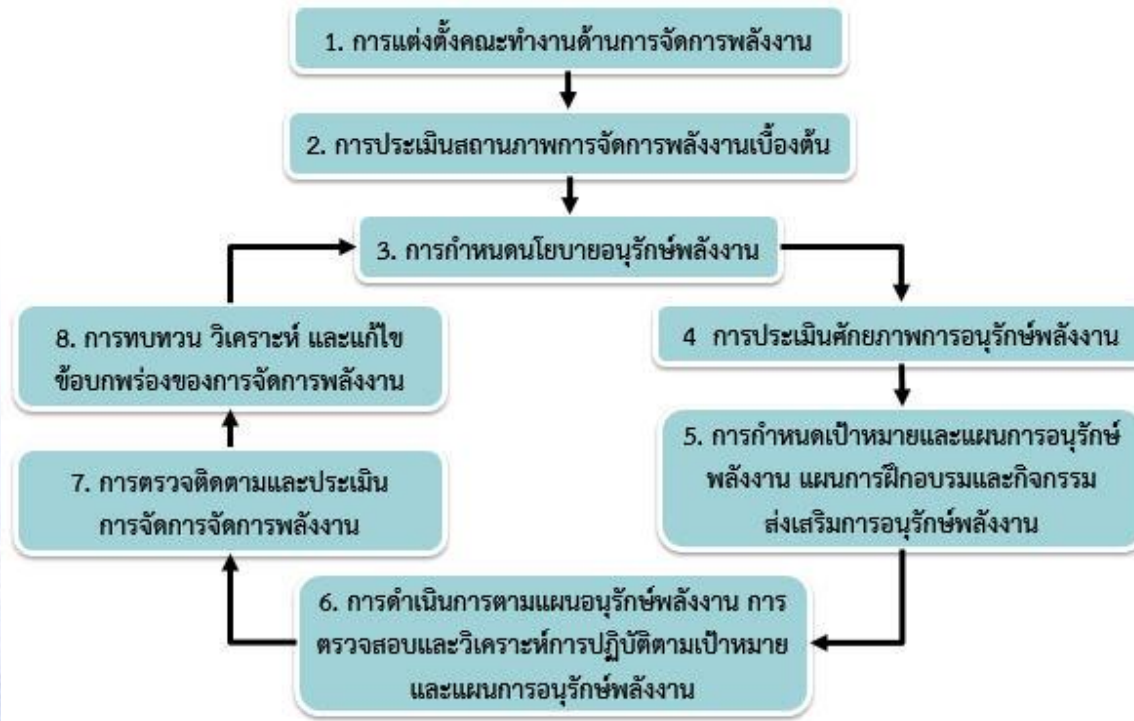 1. การแต่งตั้งคณะทำงานด้านการจัดการพลังงาน
2. การประเมินสถานภาพการจัดการพลังงานเบื้องต้น
3. การกำหนดนโยบายอนุรักษ์พลังงาน
4 การประเมินศักยภาพการอนุรักษ์พลังงาน
5. การกำหนดเป้าหมายและแผนการอนุรักษ์
พลังงาน แผนการฝึกอบรมและกิจกรรม
ส่งเสริมการอนุรักษ์พลังงาน
6. การดำเนินการตามแผนอนุรักษ์พลังงาน การ
ตรวจสอบและวิเคราะห์การปฏิบัติตามเป้าหมาย
และแผนการอนุรักษ์พลังงาน
7. การตรวจติดตามและประเมิน
การจัดการจัดการพลังงาน
8. การทบทวน วิเคราะห์ และแก้ไข
ข้อบกพร่องของการจัดการพลังงาน